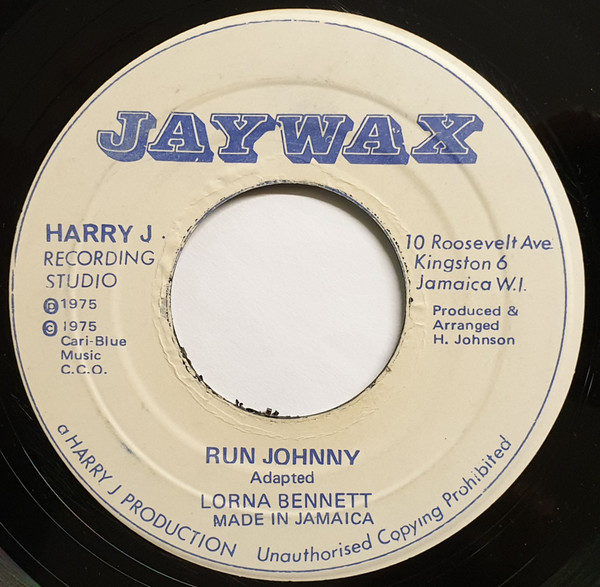 JAYWAX
HARRY J.
RECORDING
STUDIO
℗1975
©1975
Cari-Blue
Music
C.C.O.
10 Roosevelt Ave
Kingston 6
Jamaica W.I.
Produced &
Arranged
H. Johnson
RUN JOHNNY
Adapted
LORNA BENNETT
MADE IN JAMAICA
a HARRY J PRODUCTION
Unauthorised Copying Prohibited